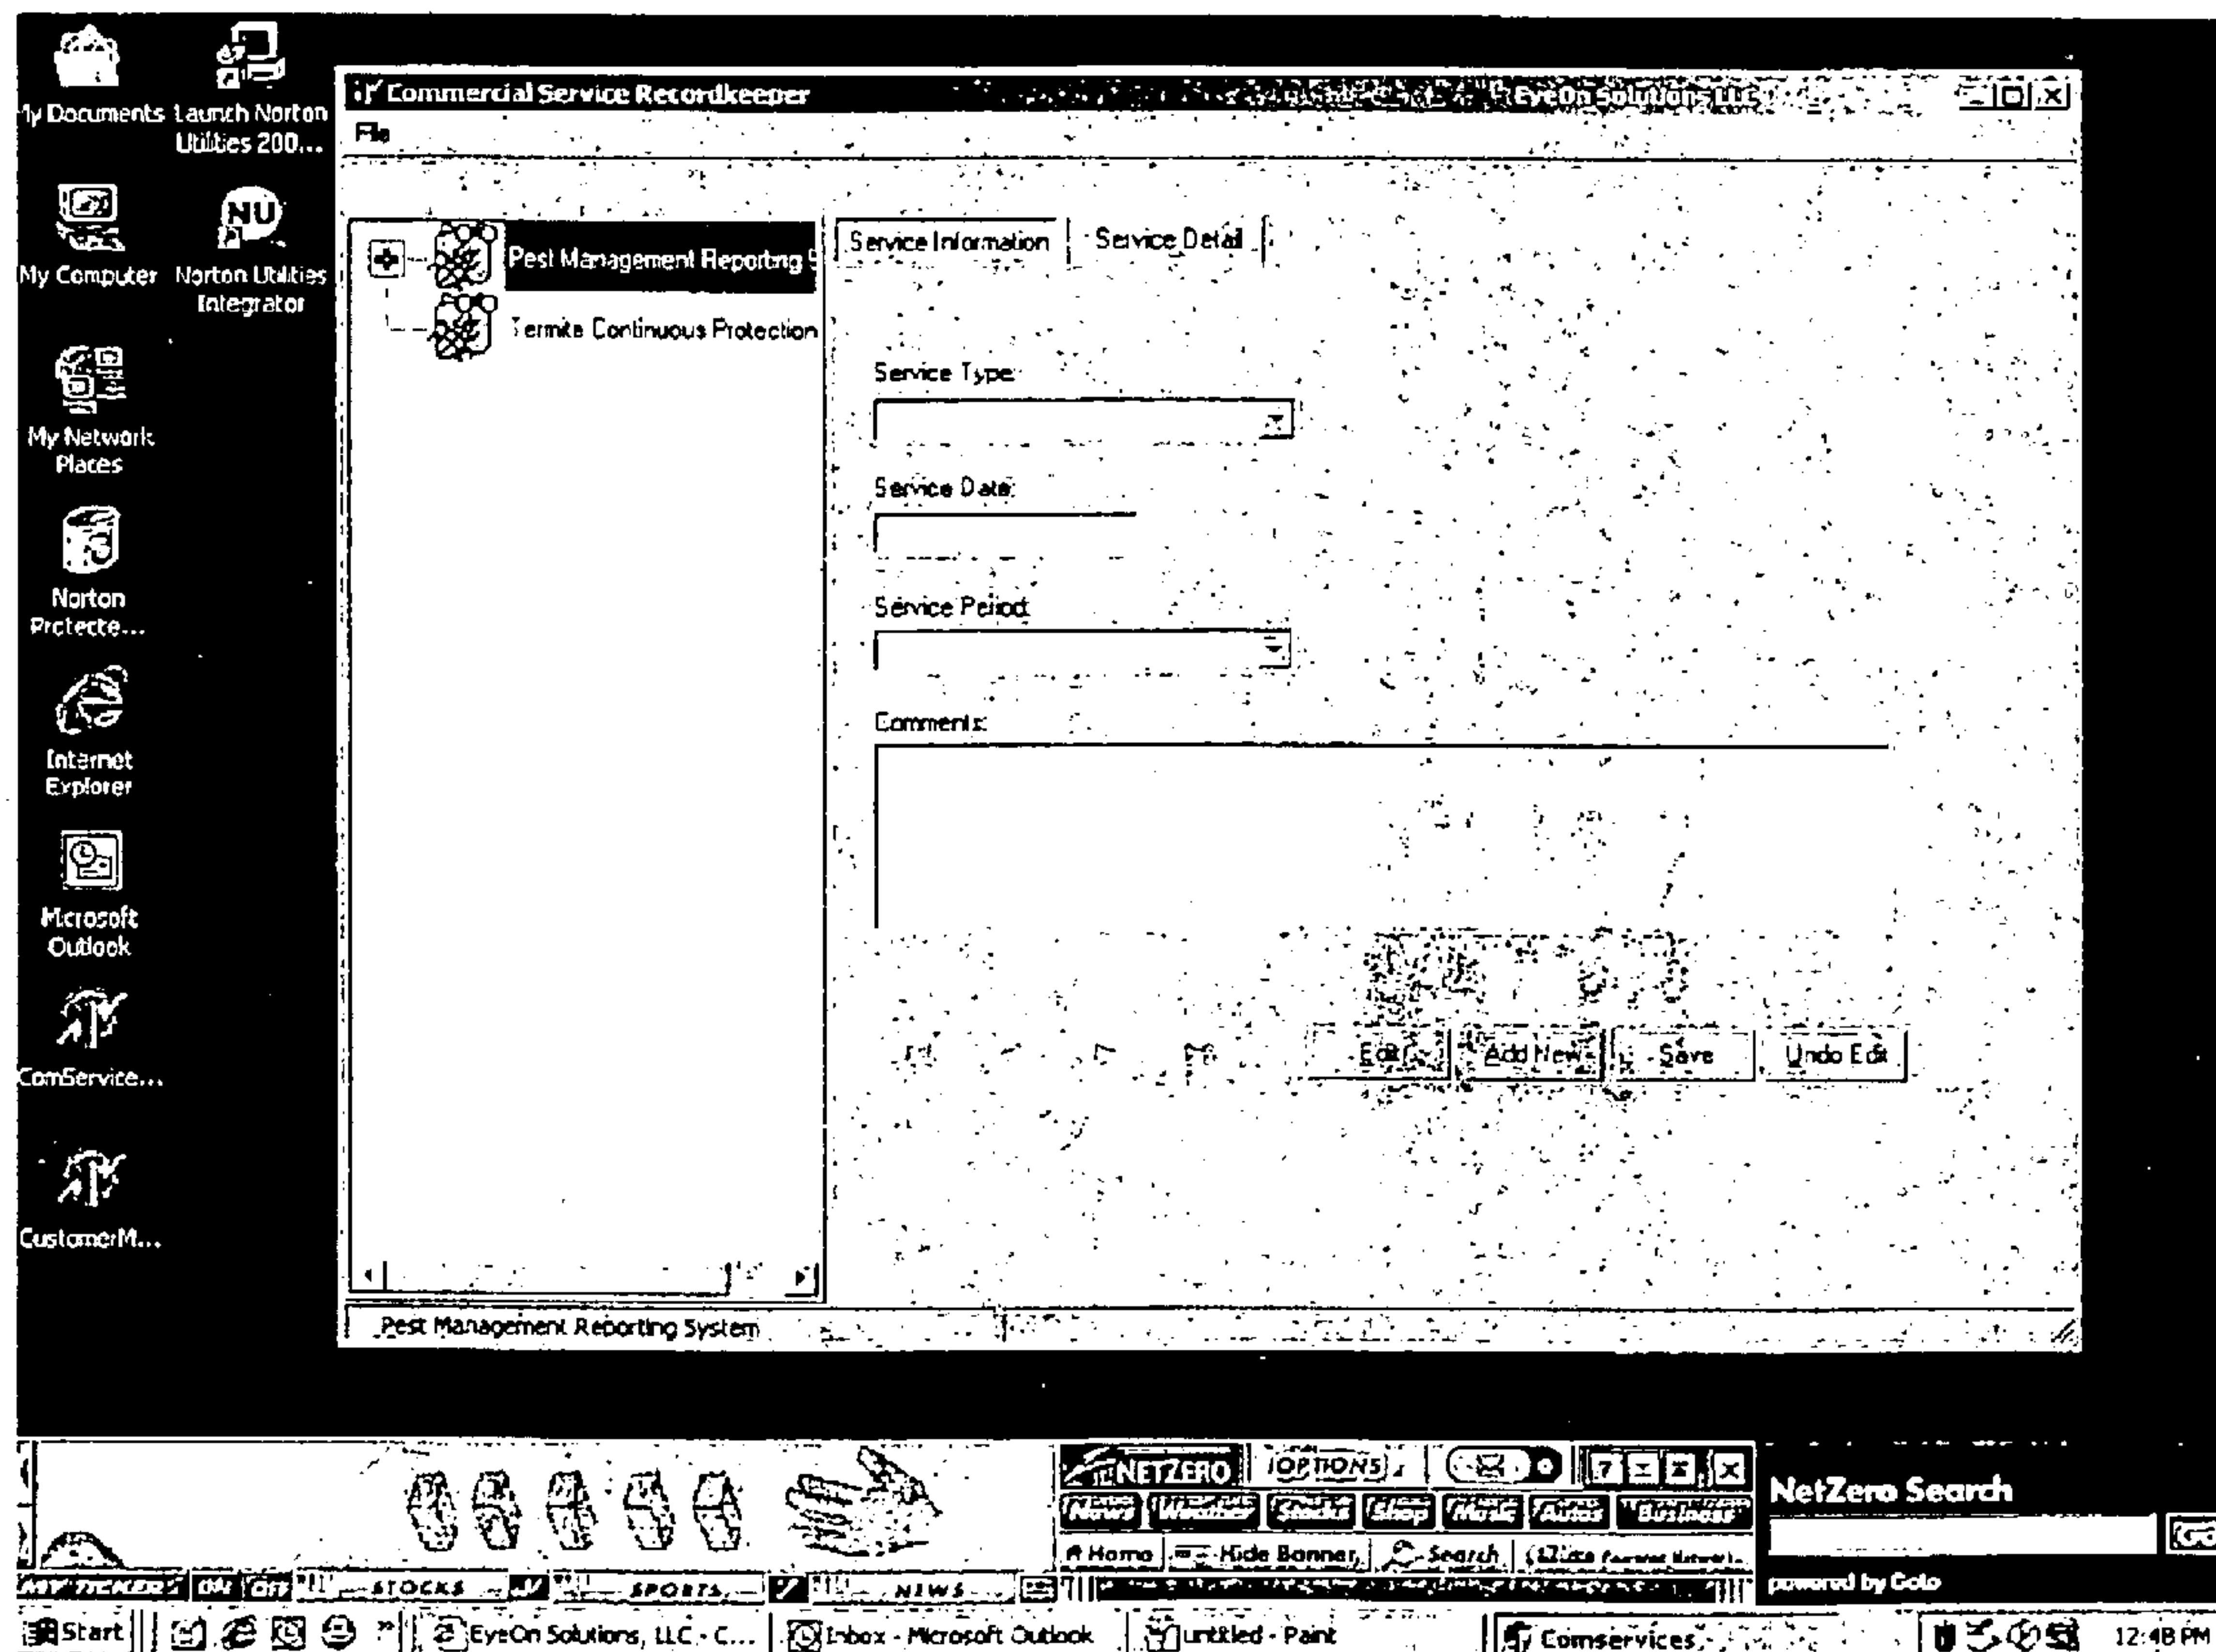 My Documents
Launch Norton
Utilities 200...
My Computer
Norton Utilities
Integrator
My Network
Places
Norton
Protecte...
Internet
Explorer
Microsoft
Outlook
ComService...
CustomerM...
Commercial Service Recordkeeper
EyeOn Solutions LLC
File
Pest Management Reporting S
Termite Continuous Protection
Service Information
Service Detail
Service Type:
Service Date:
Service Period:
Comments:
Edit
Add New
Save
Undo Edit
Pest Management Reporting System
NETZERO
OPTIONS
?
News
Weather
Stocks
Shop
Music
Autos
Business
Home
Hide Banner
Search
MY TICKER:
ON
OFF
STOCKS
SPORTS
NEWS
NetZero Search
GO
powered by GoTo
Start
EyeOn Solutions, LLC - C...
Inbox - Microsoft Outlook
untitled - Paint
Comservices
12:48 PM